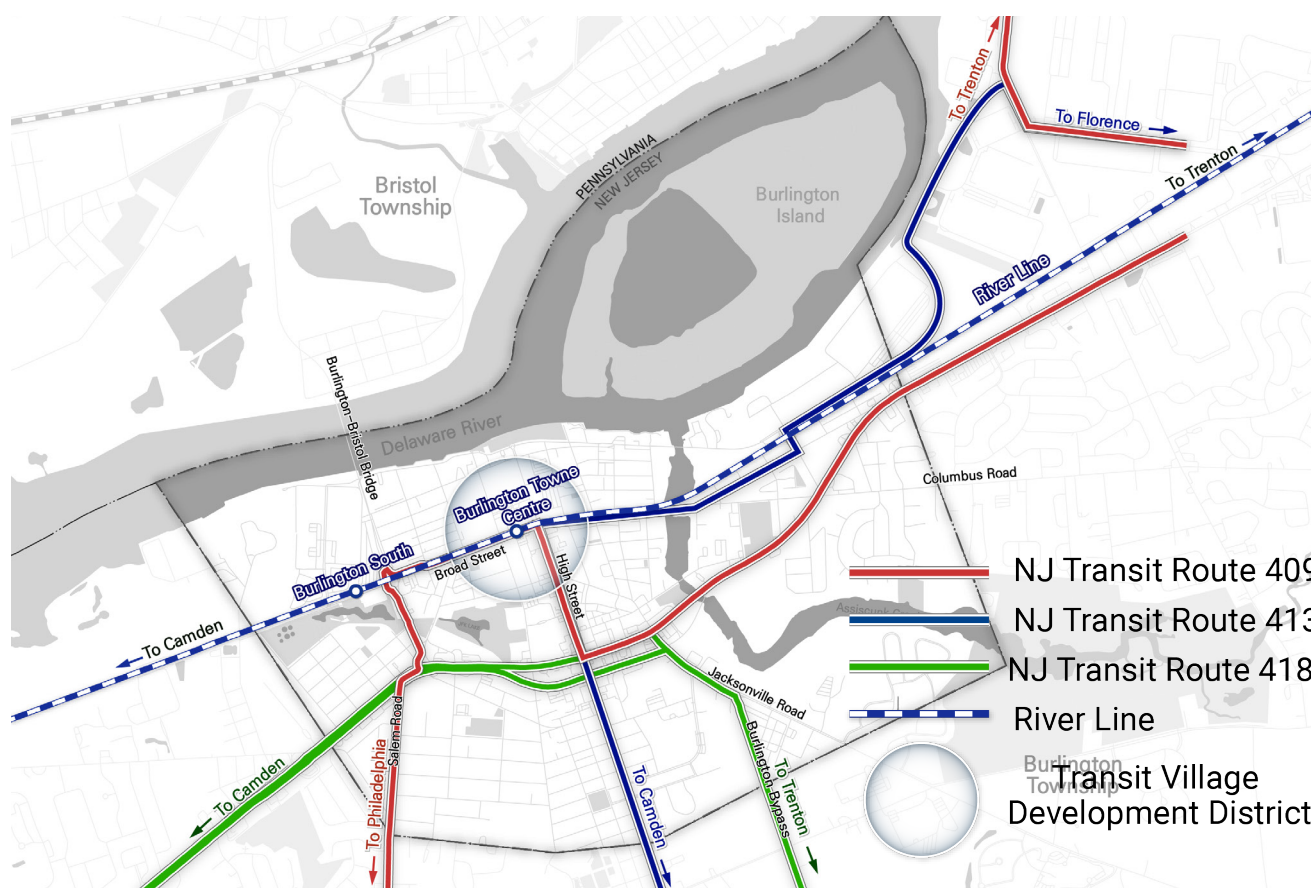 To Trenton
To Florence
To Trenton
PENNSYLVANIA
NEW JERSEY
Bristol
Township
Burlington
Island
River Line
Burlington-Bristol Bridge
Delaware River
Burlington Towne
Centre
Columbus Road
Burlington South
Broad Street
High Street
NJ Transit Route 409
Assiscunk
NJ Transit Route 413
To Camden
NJ Transit Route 418
Jacksonville Road
Salem Road
River Line
To Philadelphia
To Camden
To Camden
To Trenton
Burlington Bypass
Burlington
Township
Transit Village
Development District